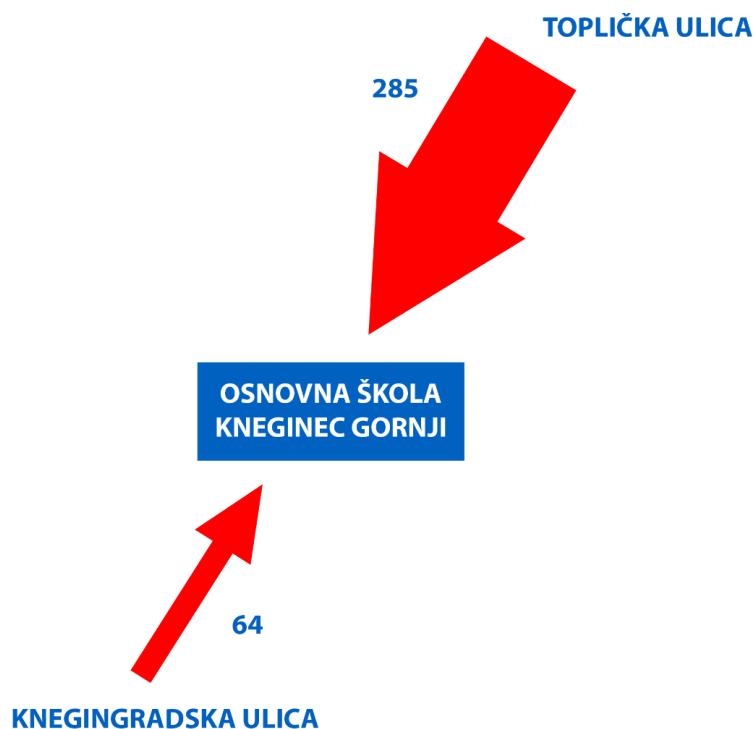 TOPLIČKA ULICA
285
OSNOVNA ŠKOLA
KNEGINEC GORNJI
64
KNEGINGRADSKA ULICA